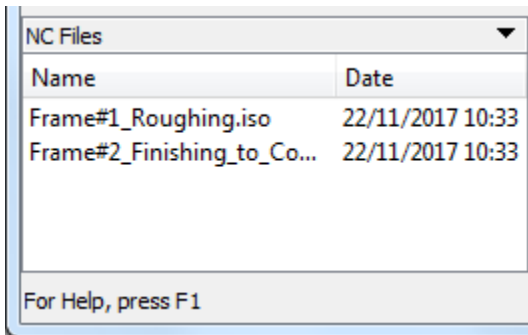 NC Files
Name Date
Frame#1_Roughing.iso 22/11/2017 10:33
Frame#2_Finishing_to_Co... 22/11/2017 10:33
For Help, press F1